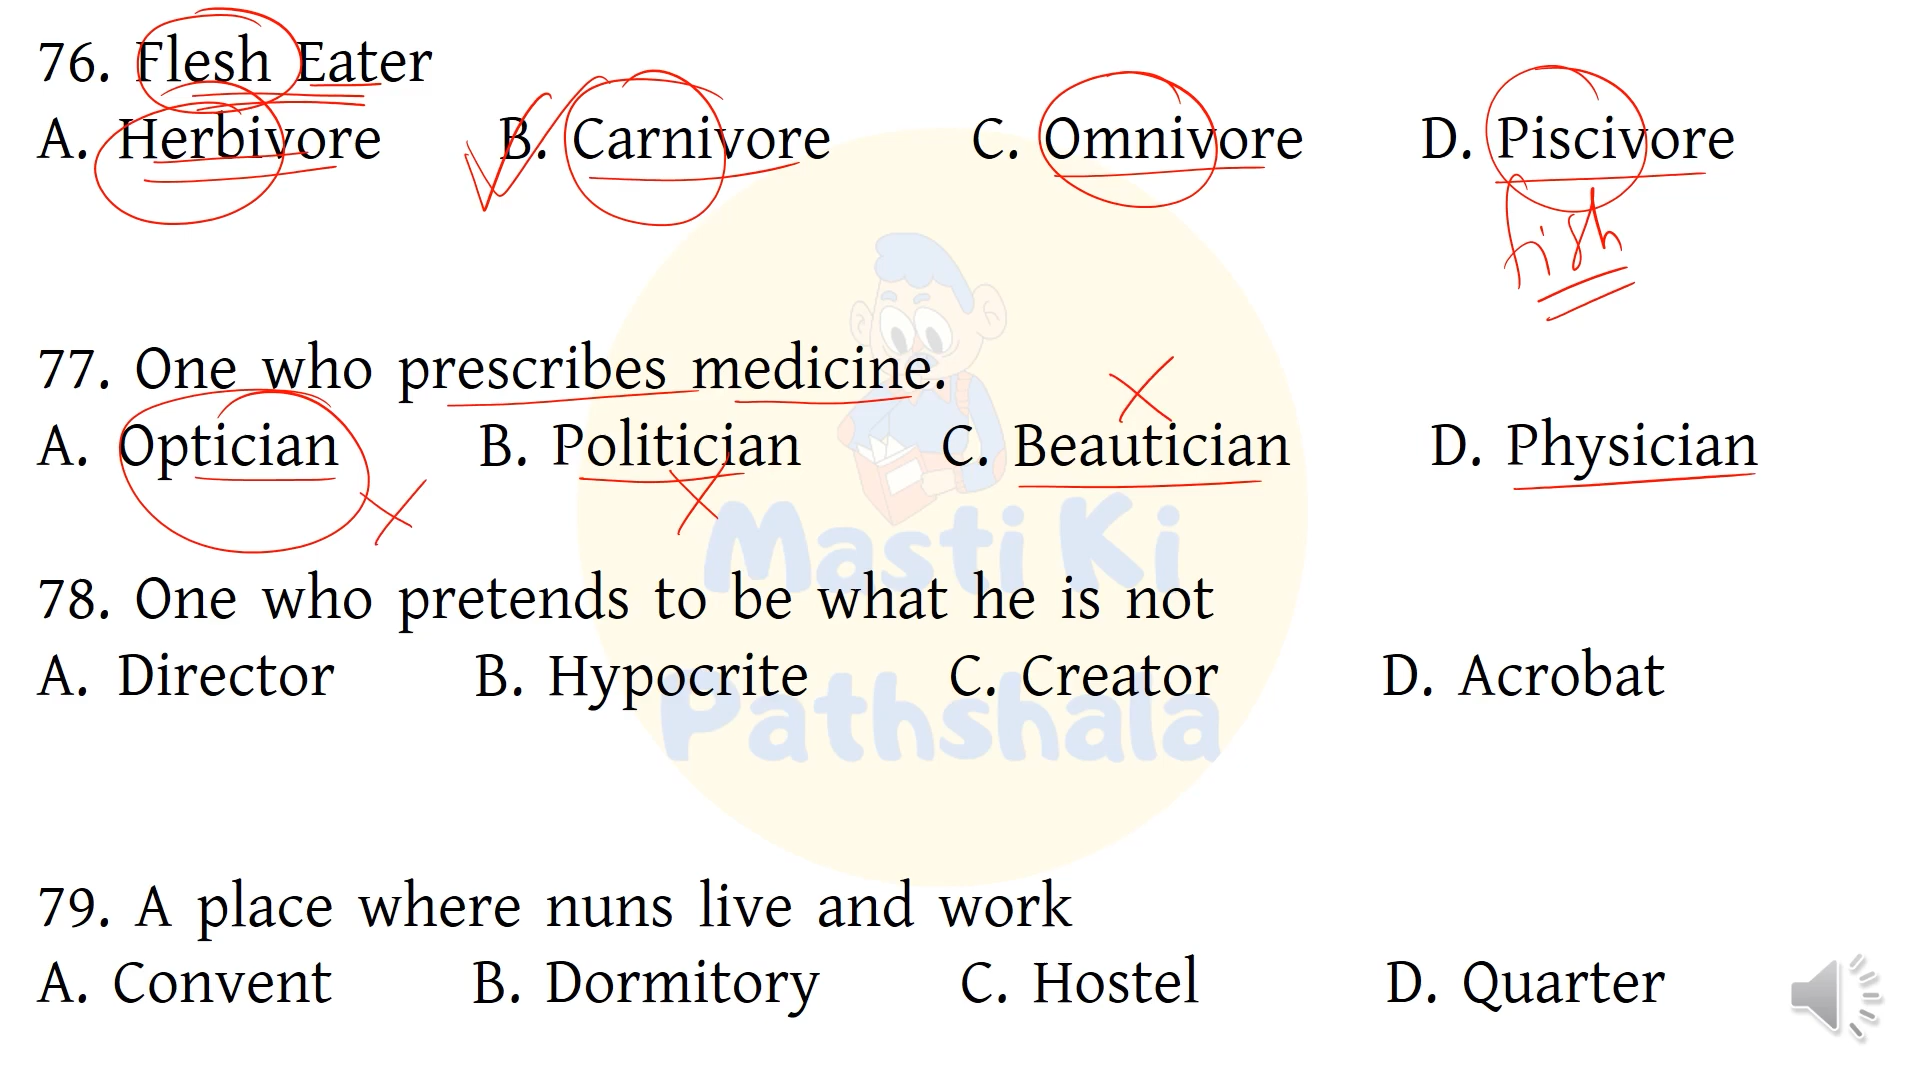 76. Flesh Eater
A. Herbivore B. Carnivore C. Omnivore D. Piscivore
fish
77. One who prescribes medicine.
A. Optician B. Politician C. Beautician D. Physician
Masti Ki
78. One who pretends to be what he is not
A. Director B. Hypocrite C. Creator D. Acrobat
Pathshala
79. A place where nuns live and work
A. Convent B. Dormitory C. Hostel D. Quarter